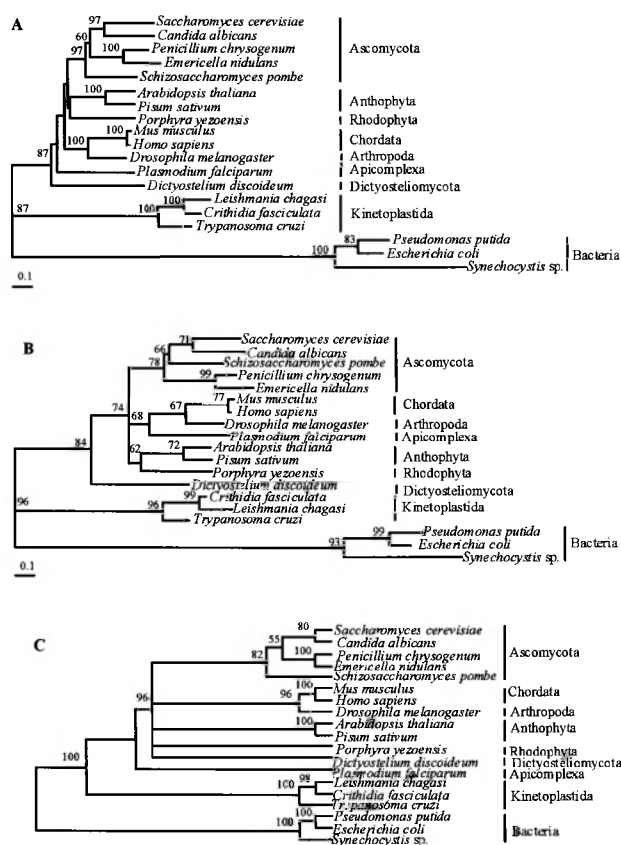 A
97 Saccharomyces cerevisiae
60 Candida albicans
97 100 Penicillium chrysogenum
Emericella nidulans
Schizosaccharomyces pombe
Ascomycota
100 Arabidopsis thaliana
Pisum sativum
Anthophyta
Porphyra yezoensis
Rhodophyta
100 Mus musculus
100 Homo sapiens
Chordata
Drosophila melanogaster
Arthropoda
87 Plasmodium falciparum
Apicomplexa
Dictyostelium discoideum
Dictyosteliomycota
100 Leishmania chagasi
87 100 Crithidia fasciculata
Trypanosoma cruzi
Kinetoplastida
83 Pseudomonas putida
100 Escherichia coli
Synechocystis sp.
Bacteria
0.1
B
71 Saccharomyces cerevisiae
66 Candida albicans
78 Schizosaccharomyces pombe
99 Penicillium chrysogenum
Emericella nidulans
Ascomycota
77 Mus musculus
74 67 Homo sapiens
Chordata
68 Drosophila melanogaster
Arthropoda
Plasmodium falciparum
Apicomplexa
84 72 Arabidopsis thaliana
62 Pisum sativum
Anthophyta
Porphyra yezoensis
Rhodophyta
Dictyostelium discoideum
Dictyosteliomycota
99 Crithidia fasciculata
96 96 Leishmania chagasi
Trypanosoma cruzi
Kinetoplastida
99 Pseudomonas putida
93 Escherichia coli
Synechocystis sp.
Bacteria
0.1
C
80 Saccharomyces cerevisiae
55 Candida albicans
82 100 Penicillium chrysogenum
Emericella nidulans
Schizosaccharomyces pombe
Ascomycota
100 Mus musculus
96 96 Homo sapiens
Chordata
Drosophila melanogaster
Arthropoda
100 Arabidopsis thaliana
Pisum sativum
Anthophyta
Porphyra yezoensis
Rhodophyta
100 Dictyostelium discoideum
Dictyosteliomycota
Plasmodium falciparum
Apicomplexa
98 Leishmania chagasi
100 Crithidia fasciculata
Trypanosoma cruzi
Kinetoplastida
100 Pseudomonas putida
100 Escherichia coli
Synechocystis sp.
Bacteria